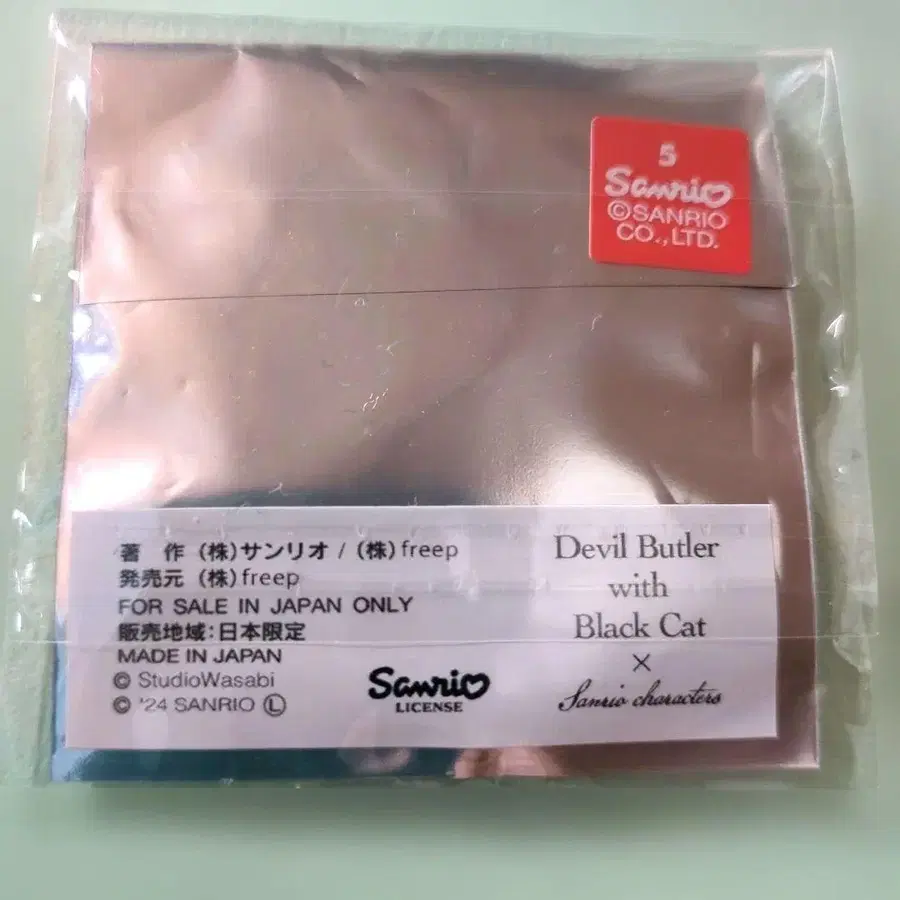 5
Sanrio
©SANRIO
CO.,LTD.
著　作 (株)サンリオ / (株)freep
発売元 (株)freep
FOR SALE IN JAPAN ONLY
販売地域:日本限定
MADE IN JAPAN
© StudioWasabi
© '24 SANRIO Ⓛ
Sanrio
LICENSE
Devil Butler
with
Black Cat
×
Sanrio characters